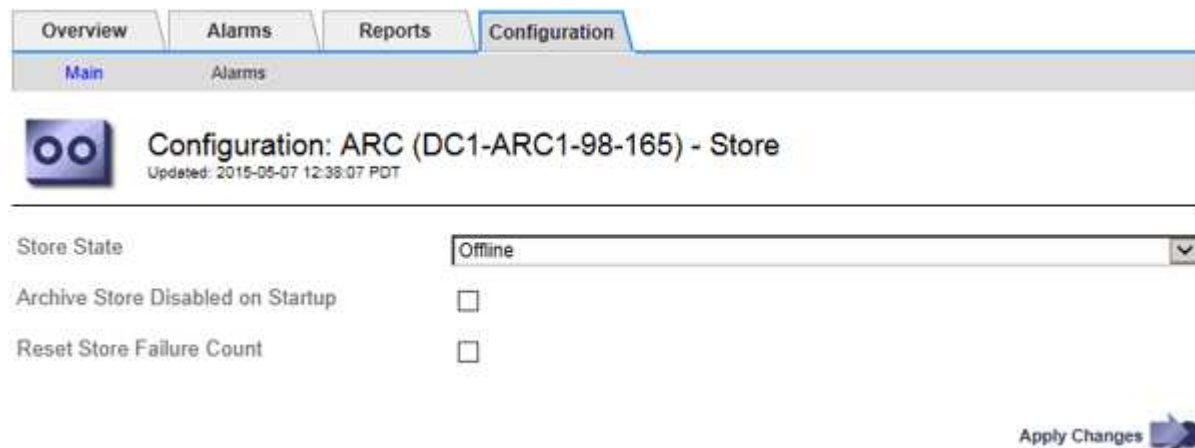 Overview Alarms Reports Configuration
Main Alarms
Configuration: ARC (DC1-ARC1-98-165) - Store
Updated: 2015-05-07 12:38:07 PDT
Store State Offline
Archive Store Disabled on Startup
Reset Store Failure Count
Apply Changes